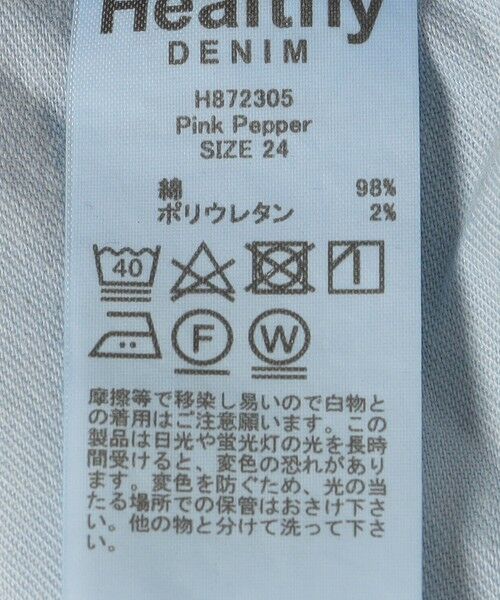 Healthy
DENIM
H872305
Pink Pepper
SIZE 24
綿 98%
ポリウレタン 2%
40
F W
摩擦等で移染し易いので白物と
の着用はご注意願います。この
製品は日光や蛍光灯の光を長時
間受けると、変色の恐れがあり
ます。変色を防ぐため、光の当
たる場所での保管はおさけ下さ
い。他の物と分けて洗って下さ
い。